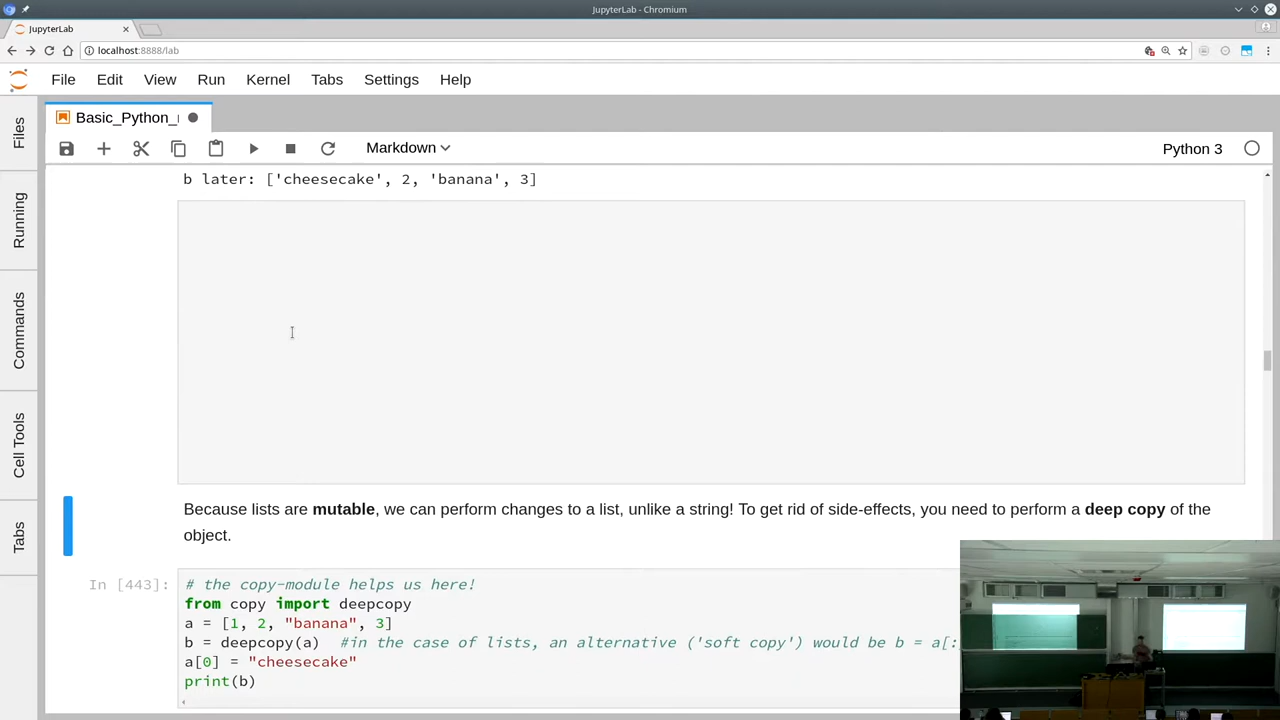 JupyterLab - Chromium
JupyterLab
localhost:8888/lab
File Edit View Run Kernel Tabs Settings Help
Files
Running
Commands
Cell Tools
Tabs
Basic_Python_
Markdown
Python 3
b later: ['cheesecake', 2, 'banana', 3]
Because lists are mutable, we can perform changes to a list, unlike a string! To get rid of side-effects, you need to perform a deep copy of the
object.
In [443]:
# the copy-module helps us here!
from copy import deepcopy
a = [1, 2, "banana", 3]
b = deepcopy(a) #in the case of lists, an alternative ('soft copy') would be b = a[:
a[0] = "cheesecake"
print(b)